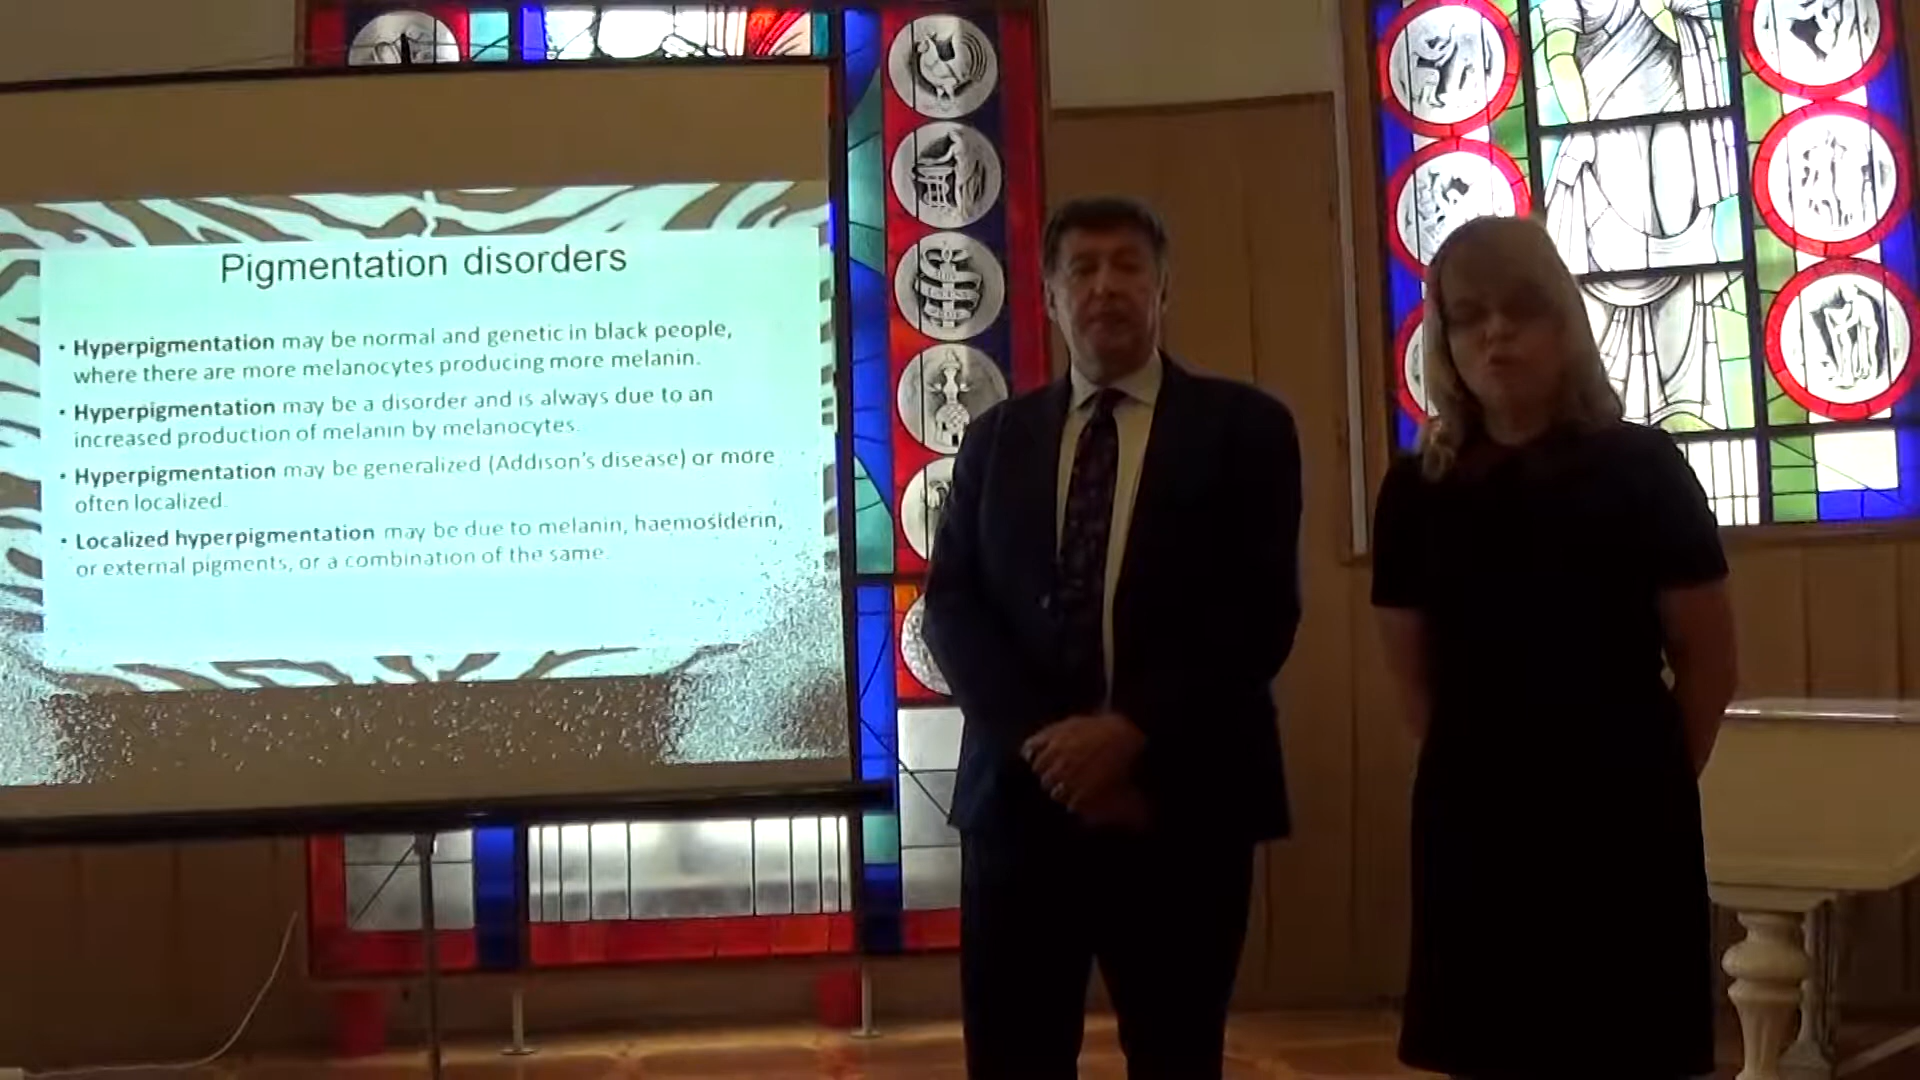 Pigmentation disorders
• Hyperpigmentation may be normal and genetic in black people,
where there are more melanocytes producing more melanin.
• Hyperpigmentation may be a disorder and is always due to an
increased production of melanin by melanocytes.
• Hyperpigmentation may be generalized (Addison's disease) or more
often localized.
• Localized hyperpigmentation may be due to melanin, haemosiderin,
or external pigments, or a combination of the same.